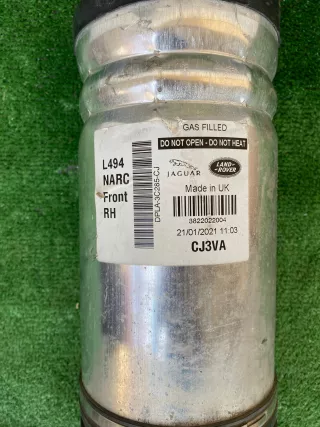 GAS FILLED
DO NOT OPEN - DO NOT HEAT
L494
NARC
Front
RH
DPLA-3C285-CJ
JAGUAR
LAND-
ROVER
Made in UK
3822022004
21/01/2021 11:03
CJ3VA